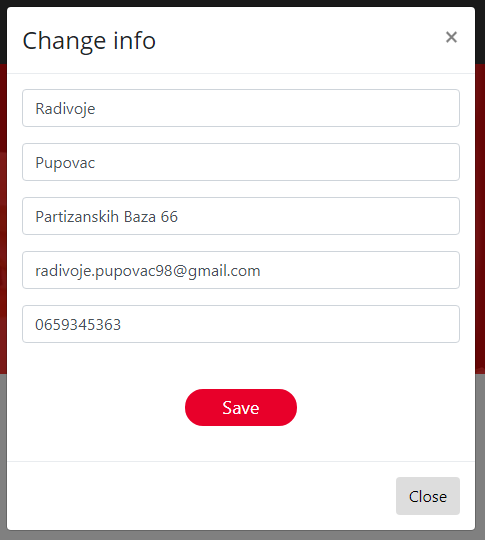 Change info
×
Radivoje
Pupovac
Partizanskih Baza 66
radivoje.pupovac98@gmail.com
0659345363
Save
Close